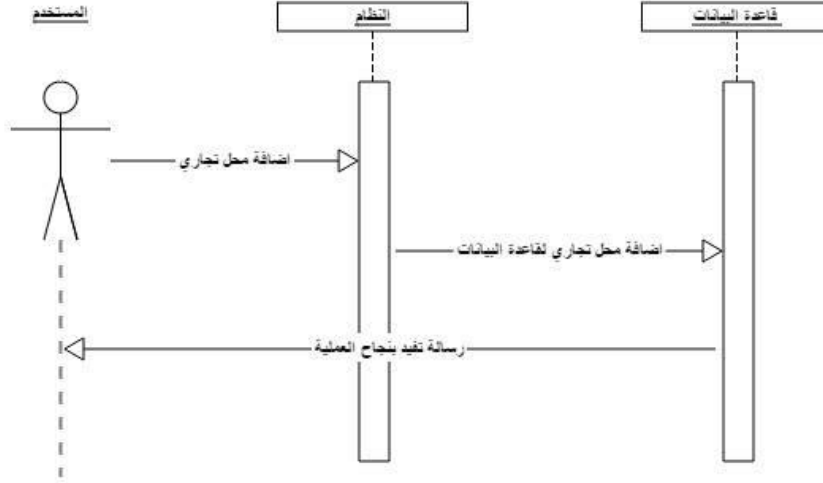 المستخدم
النظام
قاعدة البيانات
اضافة محل تجاري
اضافة محل تجاري لقاعدة البيانات
رسالة تفيد بنجاح العملية